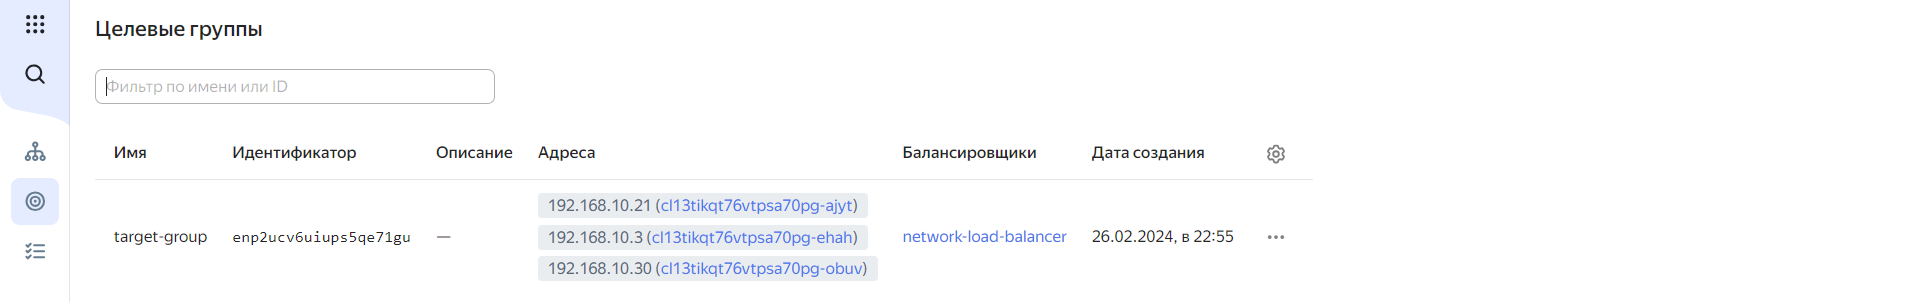 Целевые группы
Фильтр по имени или ID
Имя Идентификатор Описание Адреса Балансировщики Дата создания
192.168.10.21 (cl13tikqt76vtpsa70pg-ajyt)
target-group enp2ucv6uiups5qe71gu — 192.168.10.3 (cl13tikqt76vtpsa70pg-ehah) network-load-balancer 26.02.2024, в 22:55
192.168.10.30 (cl13tikqt76vtpsa70pg-obuv)